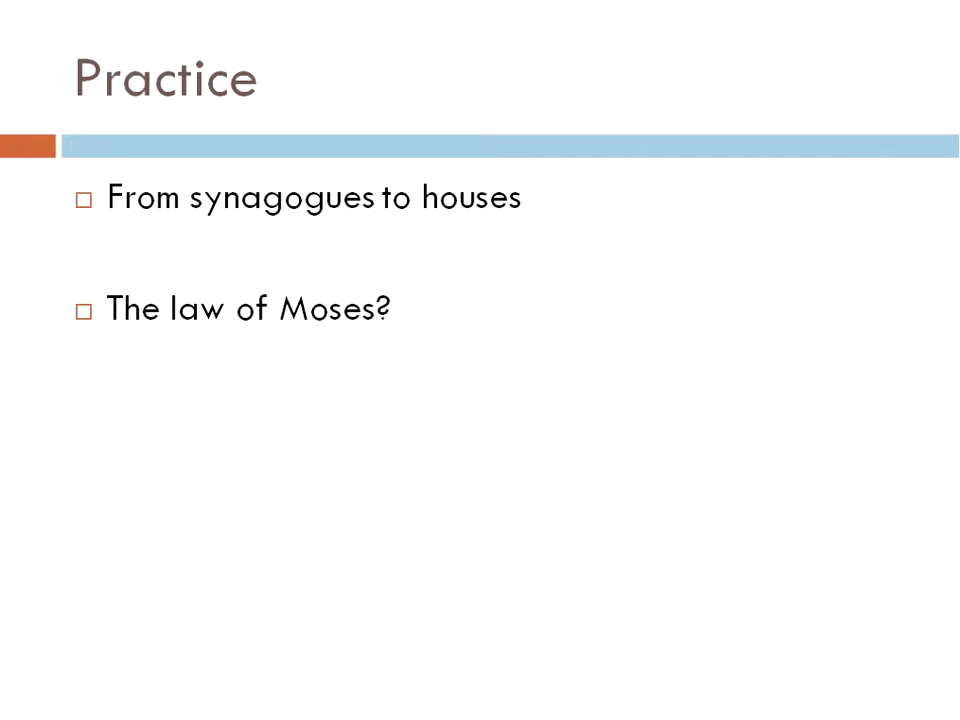 Practice
From synagogues to houses
The law of Moses?